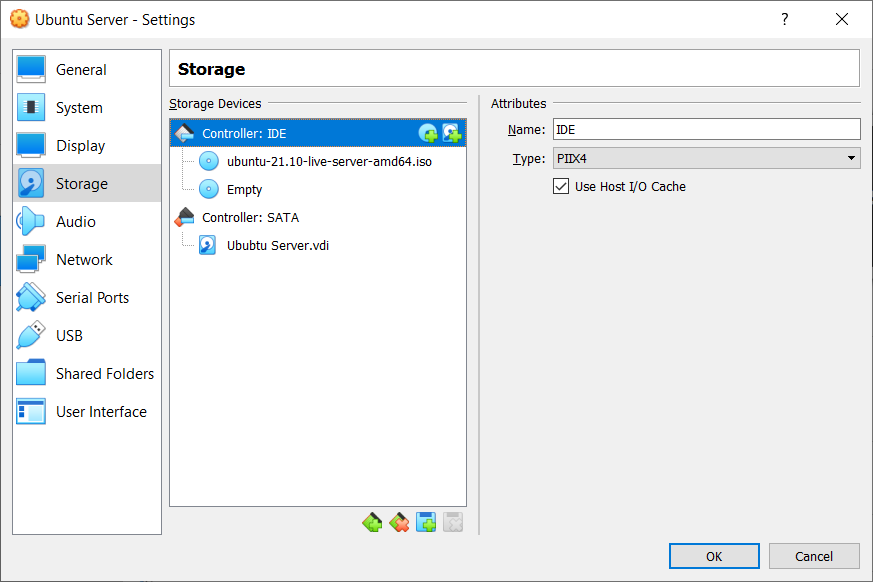 Ubuntu Server - Settings
?
General
System
Display
Storage
Audio
Network
Serial Ports
USB
Shared Folders
User Interface
Storage
Storage Devices
Controller: IDE
ubuntu-21.10-live-server-amd64.iso
Empty
Controller: SATA
Ububtu Server.vdi
Attributes
Name: IDE
Type: PIIX4
Use Host I/O Cache
OK
Cancel